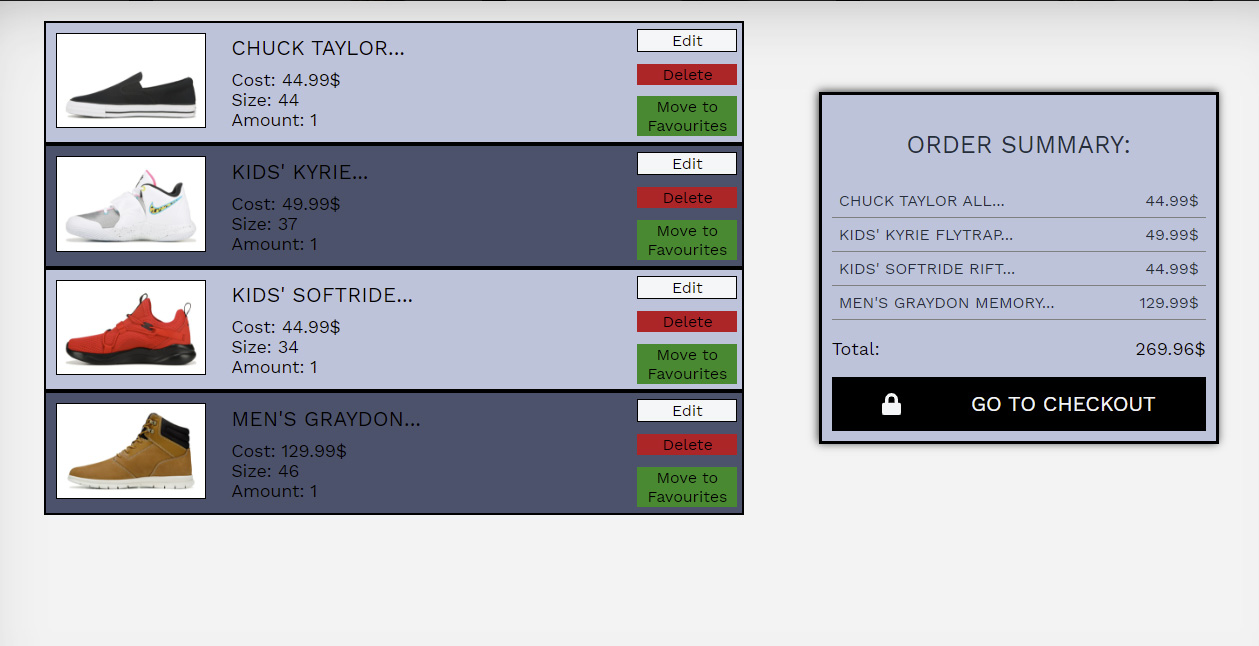 CHUCK TAYLOR...
Cost: 44.99$
Size: 44
Amount: 1
Edit
Delete
Move to
Favourites
KIDS' KYRIE...
Cost: 49.99$
Size: 37
Amount: 1
Edit
Delete
Move to
Favourites
KIDS' SOFTRIDE...
Cost: 44.99$
Size: 34
Amount: 1
Edit
Delete
Move to
Favourites
MEN'S GRAYDON...
Cost: 129.99$
Size: 46
Amount: 1
Edit
Delete
Move to
Favourites
ORDER SUMMARY:
CHUCK TAYLOR ALL... 44.99$
KIDS' KYRIE FLYTRAP... 49.99$
KIDS' SOFTRIDE RIFT... 44.99$
MEN'S GRAYDON MEMORY... 129.99$
Total: 269.96$
GO TO CHECKOUT